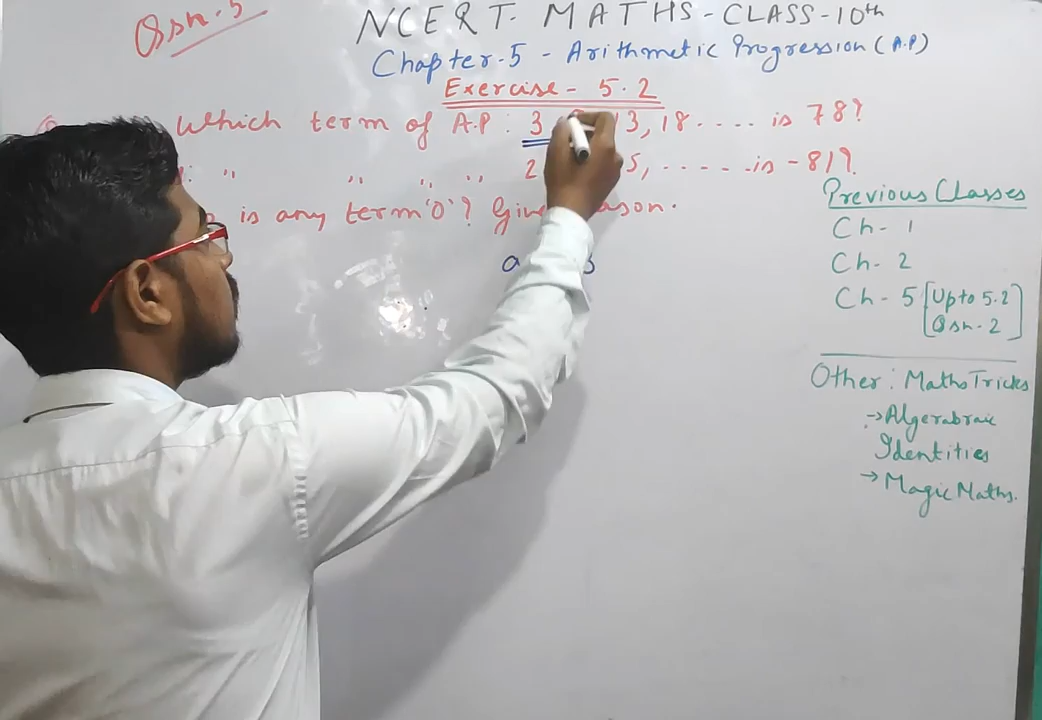 Qsn.5
NCERT. MATHS-CLASS-10th
Chapter.5 - Arithmetic Progression (A.P)
Exercise - 5.2
Which term of A.P : 3, 13, 18 .... is 78?
" " " " " 2 5, ..... is -81?
is any term '0'? Give
a
Previous Classes
Ch- 1
Ch- 2
Ch- 5 [Upto 5.2
Qsn-2]
Other: Maths Tricks
→ Algerabraic
Identities
→ Magic Maths.